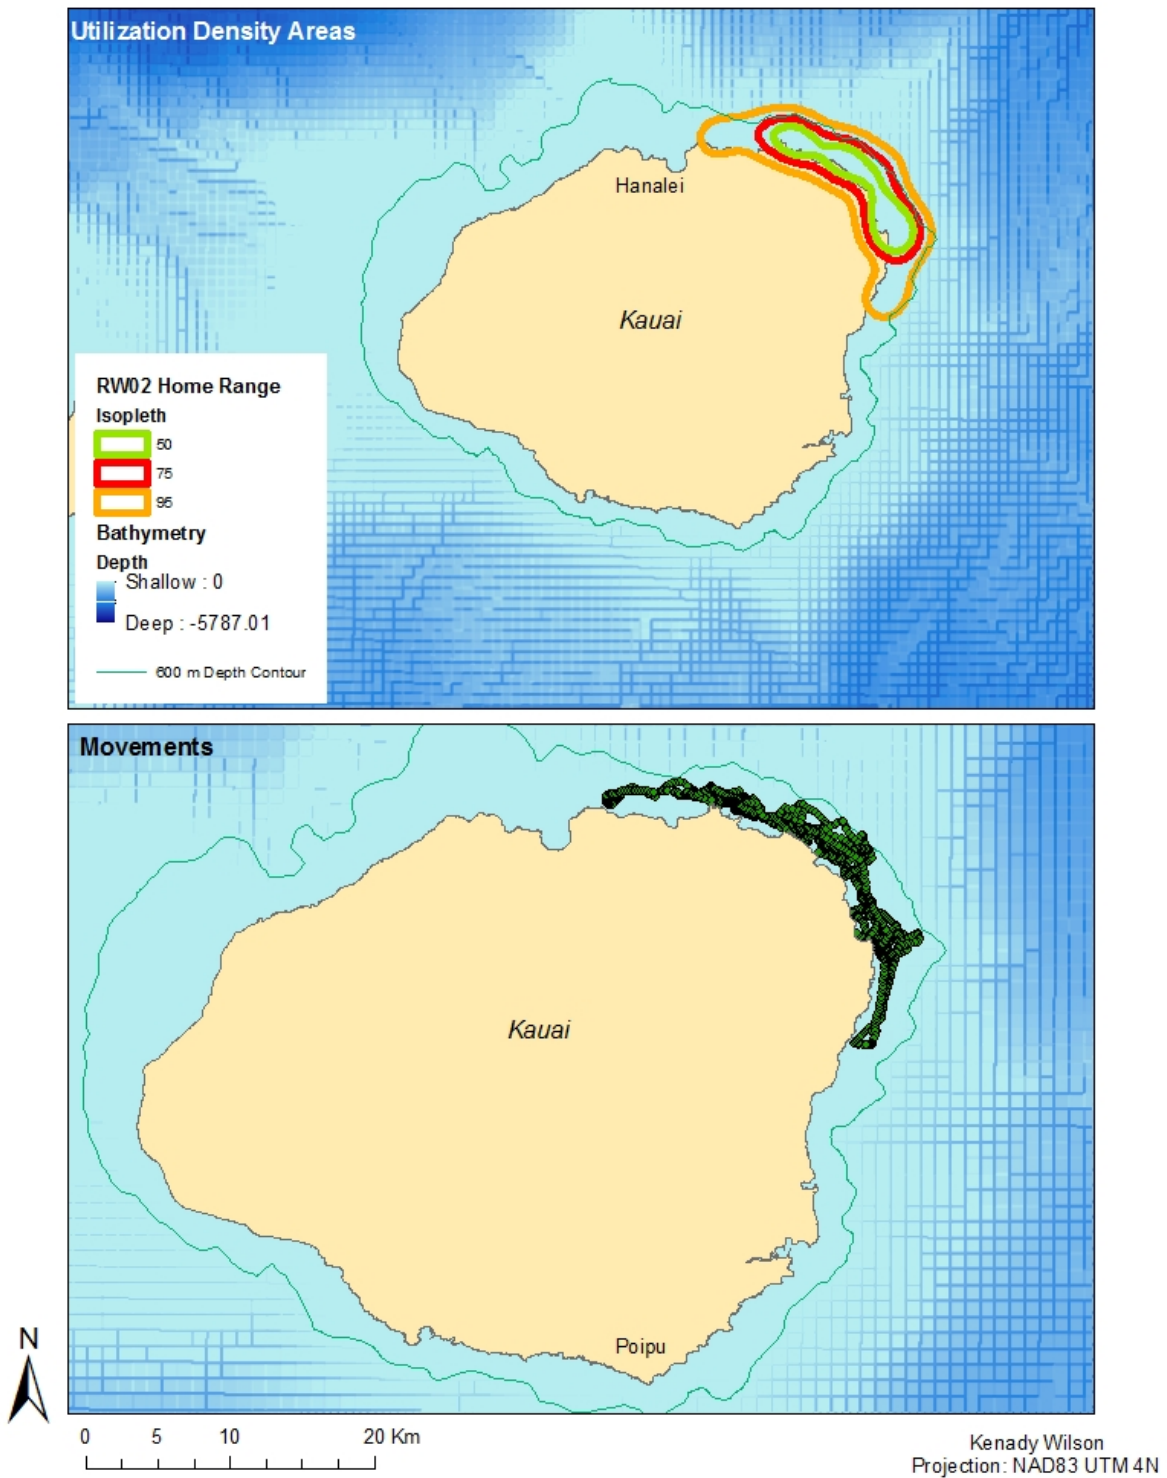 Utilization Density Areas
Hanalei
Kauai
RW02 Home Range
Isopleth
50
75
95
Bathymetry
Depth
Shallow : 0
Deep : -5787.01
600 m Depth Contour
Movements
Kauai
Poipu
N
0 5 10 20 Km
Kenady Wilson
Projection: NAD83 UTM 4N